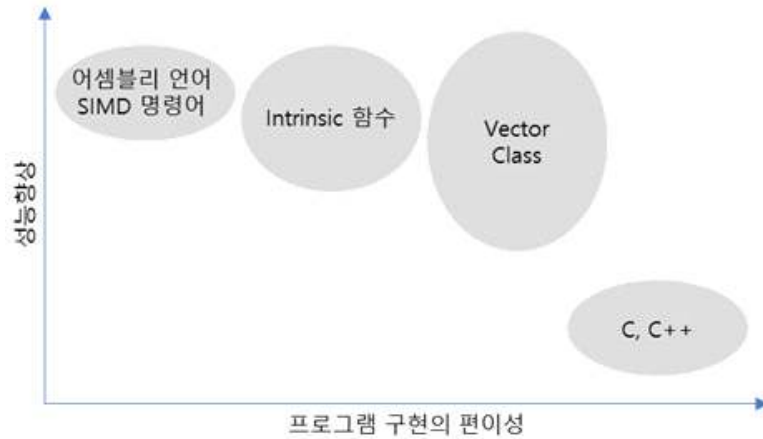 어셈블리 언어
SIMD 명령어
Intrinsic 함수
Vector
Class
C, C++
성능향상
프로그램 구현의 편이성